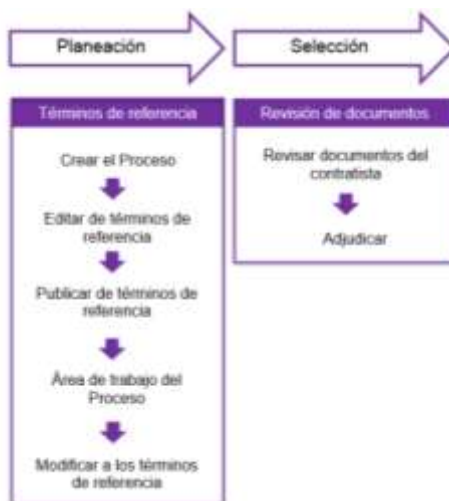 Planeación
Selección
Términos de referencia
Crear el Proceso
Editar de términos de
referencia
Publicar de términos de
referencia
Área de trabajo del
Proceso
Modificar a los términos
de referencia
Revisión de documentos
Revisar documentos del
contratista
Adjudicar